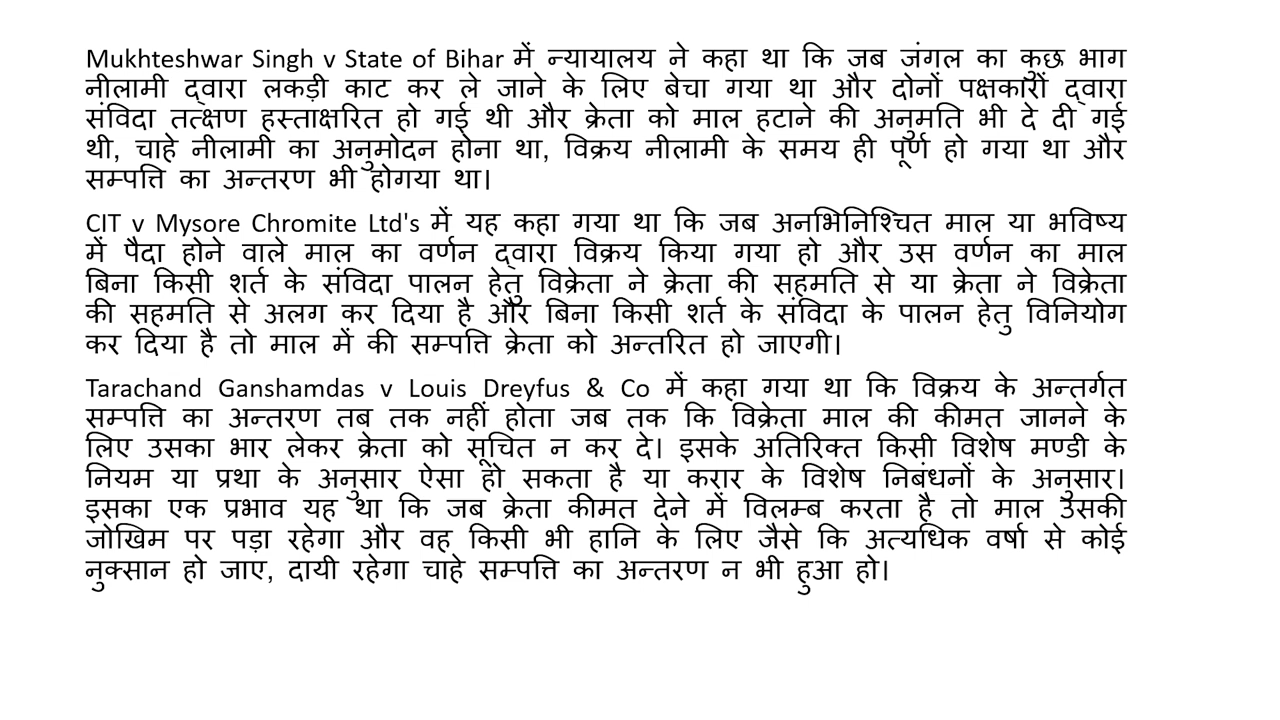 Mukhteshwar Singh v State of Bihar में न्यायालय ने कहा था कि जब जंगल का कुछ भाग
नीलामी द्वारा लकड़ी काट कर ले जाने के लिए बेचा गया था और दोनों पक्षकारों द्वारा
संविदा तत्क्षण हस्ताक्षरित हो गई थी और क्रेता को माल हटाने की अनुमति भी दे दी गई
थी, चाहे नीलामी का अनुमोदन होना था, विक्रय नीलामी के समय ही पूर्ण हो गया था और
सम्पत्ति का अन्तरण भी होगया था।
CIT v Mysore Chromite Ltd's में यह कहा गया था कि जब अनभिनिश्चित माल या भविष्य
में पैदा होने वाले माल का वर्णन द्वारा विक्रय किया गया हो और उस वर्णन का माल
बिना किसी शर्त के संविदा पालन हेतु विक्रेता ने क्रेता की सहमति से या क्रेता ने विक्रेता
की सहमति से अलग कर दिया है और बिना किसी शर्त के संविदा के पालन हेतु विनियोग
कर दिया है तो माल में की सम्पत्ति क्रेता को अन्तरित हो जाएगी।
Tarachand Ganshamdas v Louis Dreyfus & Co में कहा गया था कि विक्रय के अन्तर्गत
सम्पत्ति का अन्तरण तब तक नहीं होता जब तक कि विक्रेता माल की कीमत जानने के
लिए उसका भार लेकर क्रेता को सूचित न कर दे। इसके अतिरिक्त किसी विशेष मण्डी के
नियम या प्रथा के अनुसार ऐसा हो सकता है या करार के विशेष निबंधनों के अनुसार।
इसका एक प्रभाव यह था कि जब क्रेता कीमत देने में विलम्ब करता है तो माल उसकी
जोखिम पर पड़ा रहेगा और वह किसी भी हानि के लिए जैसे कि अत्यधिक वर्षा से कोई
नुक्सान हो जाए, दायी रहेगा चाहे सम्पत्ति का अन्तरण न भी हुआ हो।